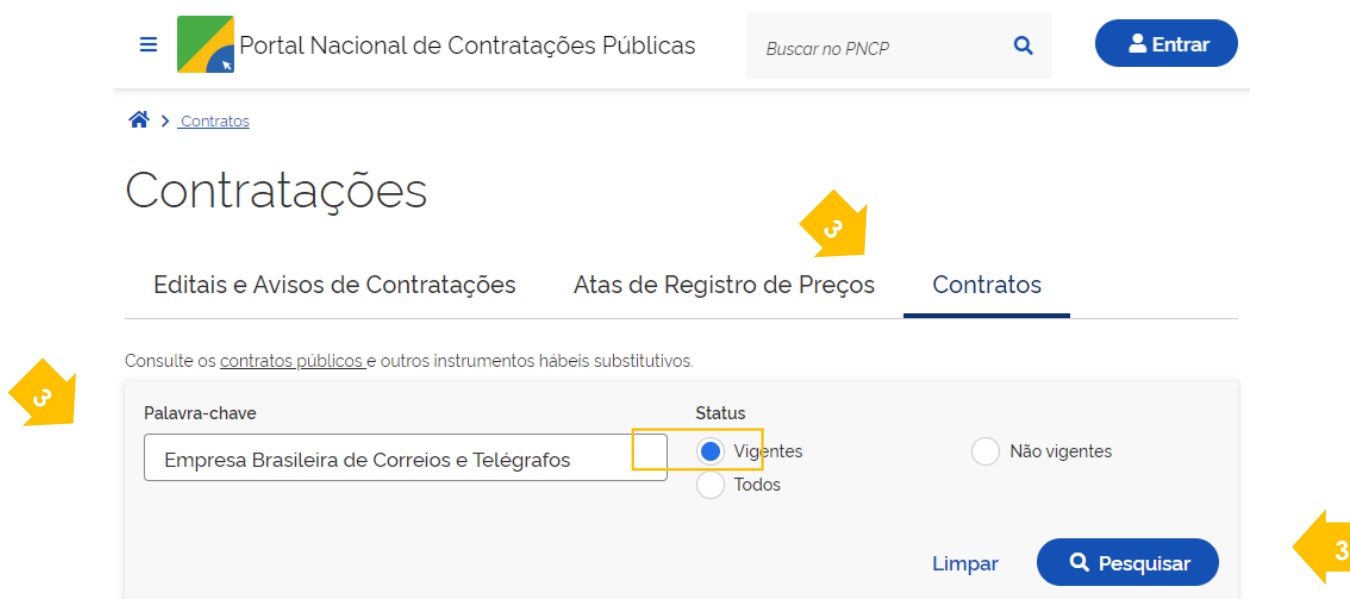 Portal Nacional de Contratações Públicas
Buscar no PNCP
Entrar
Contratos
Contratações
3
Editais e Avisos de Contratações
Atas de Registro de Preços
Contratos
Consulte os contratos públicos e outros instrumentos hábeis substitutivos.
3
Palavra-chave
Status
Empresa Brasileira de Correios e Telégrafos
Vigentes
Não vigentes
Todos
Limpar
Pesquisar
3